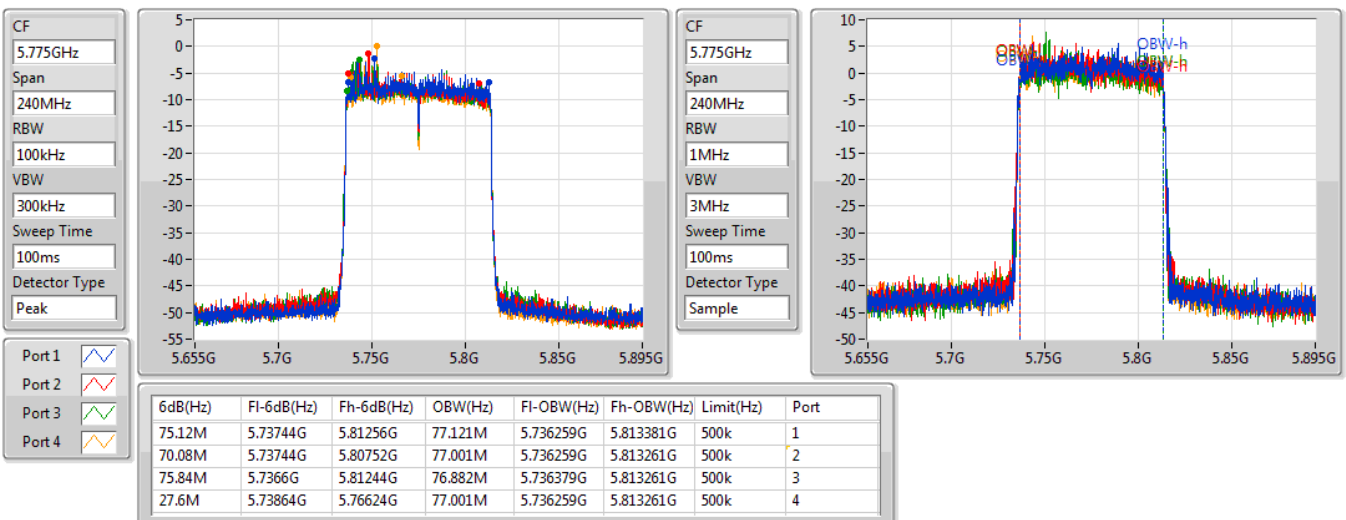 CF
5.775GHz
Span
240MHz
RBW
100kHz
VBW
300kHz
Sweep Time
100ms
Detector Type
Peak
5
0
-5
-10
-15
-20
-25
-30
-35
-40
-45
-50
-55
5.655G 5.7G 5.75G 5.8G 5.85G 5.895G
CF
5.775GHz
Span
240MHz
RBW
1MHz
VBW
3MHz
Sweep Time
100ms
Detector Type
Sample
10
5
0
-5
-10
-15
-20
-25
-30
-35
-40
-45
-50
OBW-h
5.655G 5.7G 5.75G 5.8G 5.85G 5.895G
Port 1
Port 2
Port 3
Port 4
6dB(Hz) Fl-6dB(Hz) Fh-6dB(Hz) OBW(Hz) Fl-OBW(Hz) Fh-OBW(Hz) Limit(Hz) Port
75.12M 5.73744G 5.81256G 77.121M 5.736259G 5.813381G 500k 1
70.08M 5.73744G 5.80752G 77.001M 5.736259G 5.813261G 500k 2
75.84M 5.7366G 5.81244G 76.882M 5.736379G 5.813261G 500k 3
27.6M 5.73864G 5.76624G 77.001M 5.736259G 5.813261G 500k 4